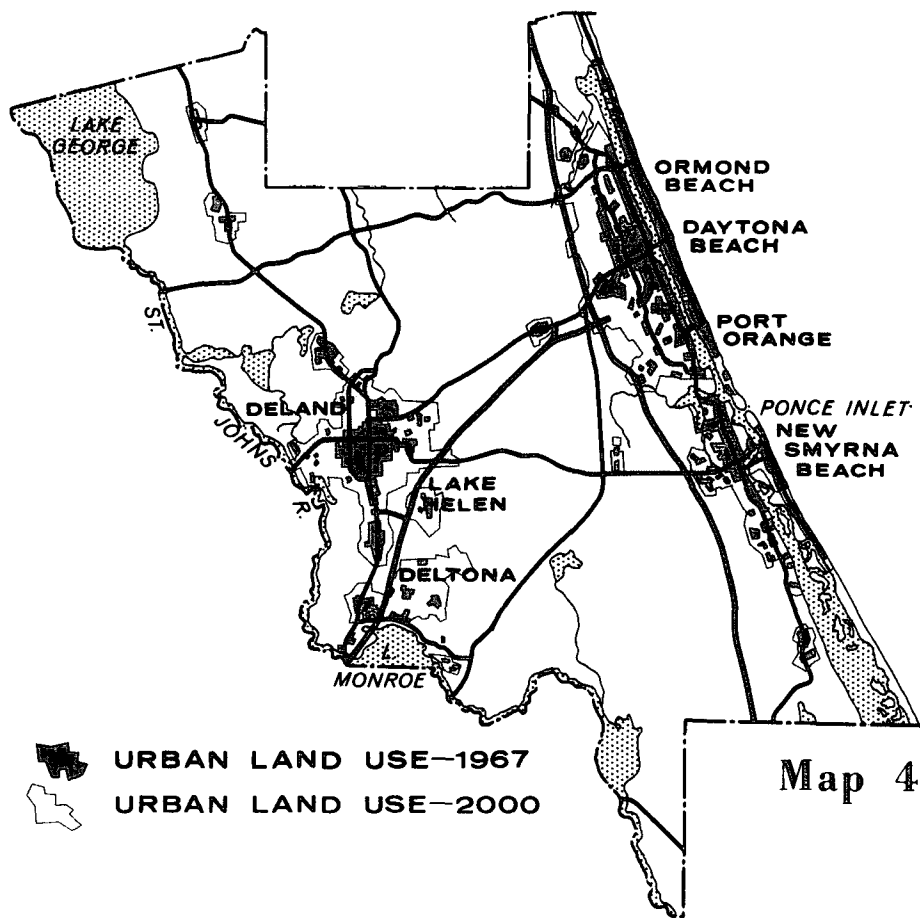 LAKE
GEORGE
ORMOND
BEACH
DAYTONA
BEACH
PORT
ORANGE
ST.
JOHNS
R.
DELAND
PONCE INLET
NEW
SMYRNA
BEACH
LAKE
HELEN
DELTONA
L.
MONROE
URBAN LAND USE—1967
URBAN LAND USE—2000
Map 4